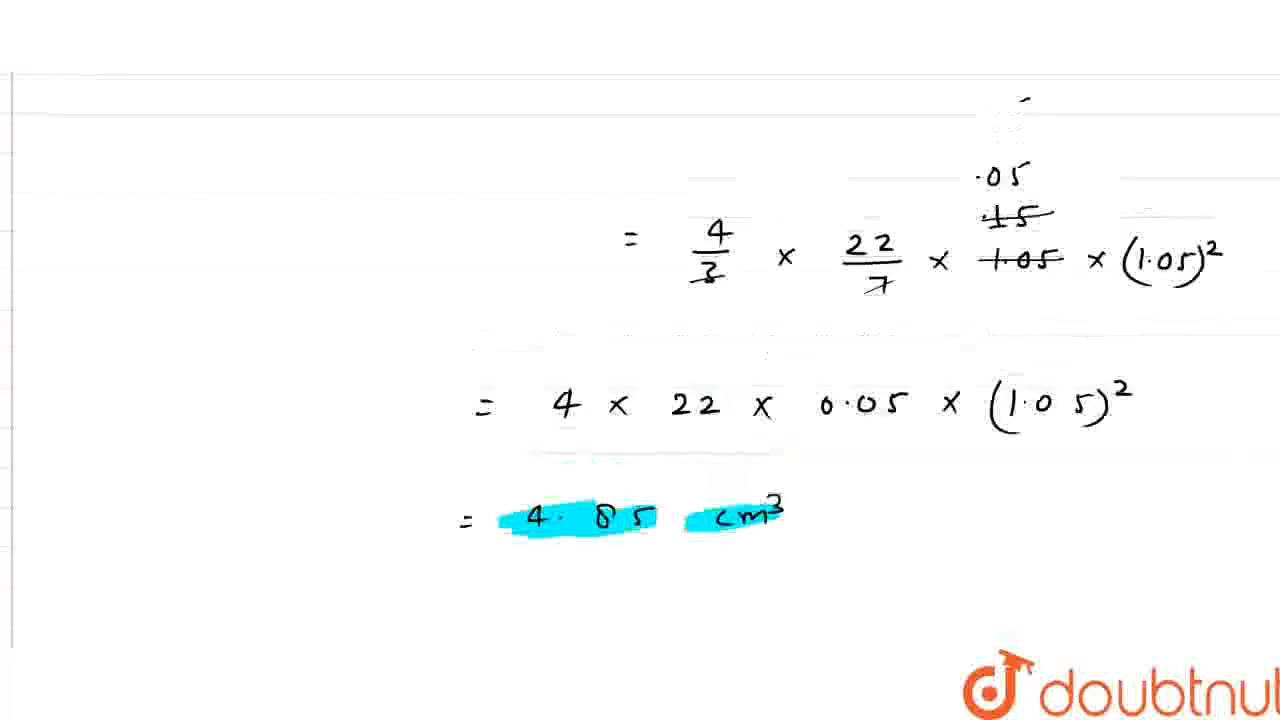 .05
.15
= 4/3 × 22/7 × 1.05 × (1.05)²
= 4 × 22 × 0.05 × (1.05)²
= 4.85 cm³
doubtnut